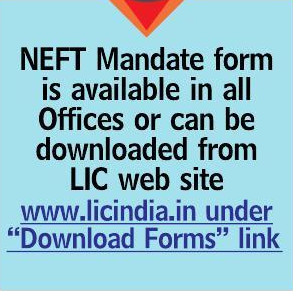 NEFT Mandate form
is available in all
Offices or can be
downloaded from
LIC web site
www.licindia.in under
“Download Forms” link